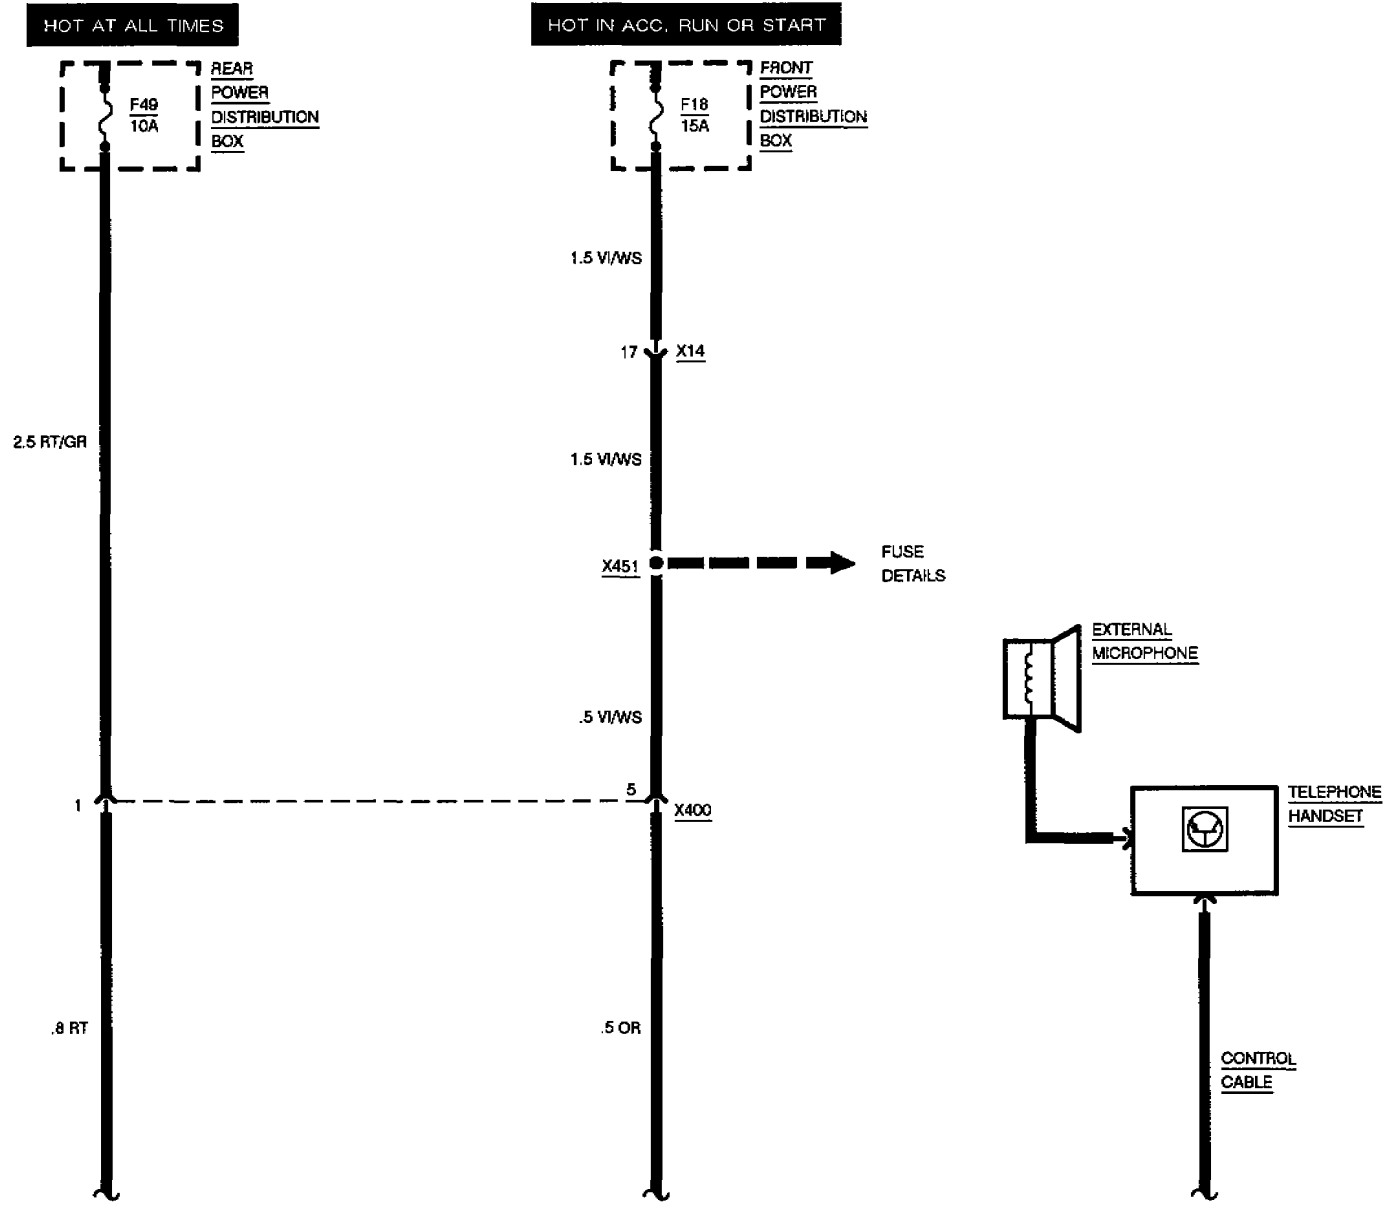 HOT AT ALL TIMES
HOT IN ACC, RUN OR START
REAR
POWER
DISTRIBUTION
BOX
F49
10A
FRONT
POWER
DISTRIBUTION
BOX
F18
15A
1.5 VI/WS
17
X14
2.5 RT/GR
1.5 VI/WS
X451
FUSE
DETAILS
EXTERNAL
MICROPHONE
.5 VI/WS
1
5
X400
TELEPHONE
HANDSET
.8 RT
.5 OR
CONTROL
CABLE